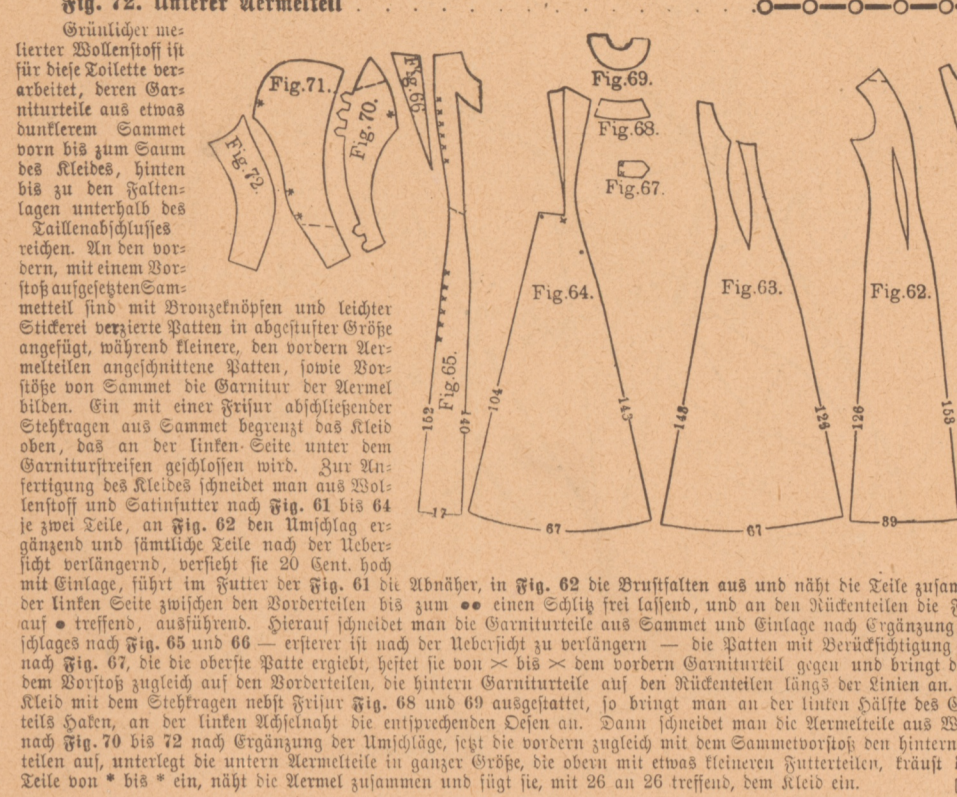 Fig. 72. Unterer Aermelteil
Grünlicher me-
lierter Wollenstoff ist
für diese Toilette ver-
arbeitet, deren Gar-
niturteile aus etwas
dunklerem Sammet
vorn bis zum Saum
des Kleides, hinten
bis zu den Falten-
lagen unterhalb des
Taillenabschlusses
reichen. An den vor-
dern, mit einem Vor-
stoß aufgesetzten Sam-
metteil sind mit Bronzeknöpfen und leichter
Stickerei verzierte Patten in abgestufter Größe
angefügt, während kleinere, den vordern Aer-
melteilen angeschnittene Patten, sowie Vor-
stöße von Sammet die Garnitur der Aermel
bilden. Ein mit einer Frisur abschließender
Stehkragen aus Sammet begrenzt das Kleid
oben, das an der linken Seite unter dem
Garniturstreifen geschlossen wird. Zur An-
fertigung des Kleides schneidet man aus Wol-
lenstoff und Satinfutter nach Fig. 61 bis 64
je zwei Teile, an Fig. 62 den Umschlag er-
gänzend und sämtliche Teile nach der Ueber-
sicht verlängernd, versieht sie 20 Cent. hoch
mit Einlage, führt im Futter der Fig. 61 die Abnäher, in Fig. 62 die Brustfalten aus und näht die Teile zusam
der linken Seite zwischen den Vorderteilen bis zum ●● einen Schlitz frei lassend, und an den Rückenteilen die F
auf ● treffend, ausführend. Hierauf schneidet man die Garniturteile aus Sammet und Einlage nach Ergänzung
schlages nach Fig. 65 und 66 — ersterer ist nach der Uebersicht zu verlängern — die Patten mit Berücksichtigung
nach Fig. 67, die die oberste Patte ergiebt, heftet sie von × bis × dem vordern Garniturteil gegen und bringt d
dem Vorstoß zugleich auf den Vorderteilen, die hintern Garniturteile auf den Rückenteilen längs der Linien an.
Kleid mit dem Stehkragen nebst Frisur Fig. 68 und 69 ausgestattet, so bringt man an der linken Hälfte des G
teils Haken, an der linken Achselnaht die entsprechenden Oesen an. Dann schneidet man die Aermelteile aus W
nach Fig. 70 bis 72 nach Ergänzung der Umschläge, setzt die vordern zugleich mit dem Sammetvorstoß den hintern
teilen auf, unterlegt die untern Aermelteile in ganzer Größe, die obern mit etwas kleineren Futterteilen, kräust
Teile von * bis * ein, näht die Aermel zusammen und fügt sie, mit 26 an 26 treffend, dem Kleid ein.
Fig. 72.
Fig. 71.
Fig. 70.
Fig. 66
Fig. 69.
Fig. 68.
Fig. 67.
Fig. 65.
Fig. 64.
Fig. 63.
Fig. 62.
152
140
17
104
143
67
148
128
67
126
153
89